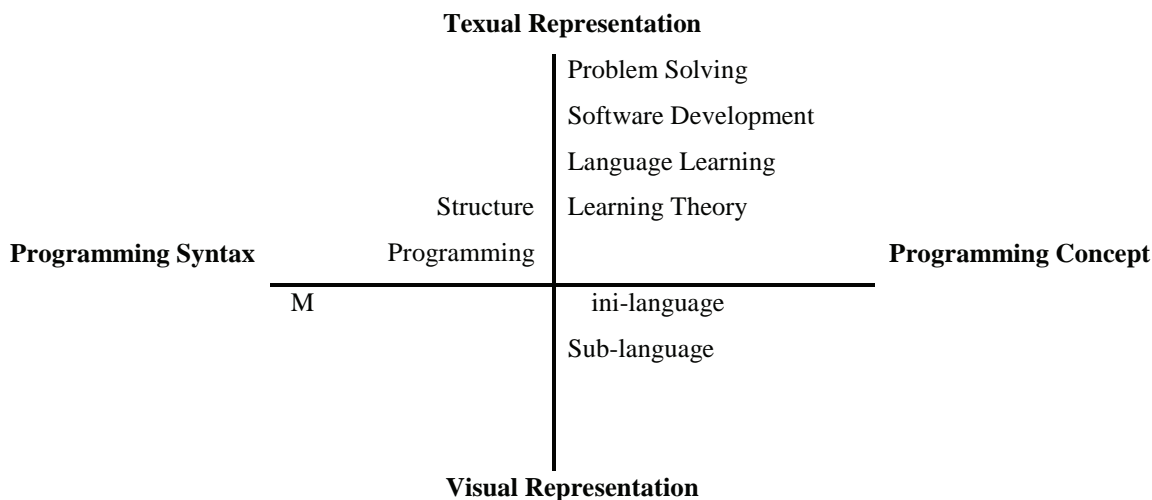 Texual Representation
Problem Solving
Software Development
Language Learning
Structure Learning Theory
Programming Syntax Programming Programming Concept
M ini-language
Sub-language
Visual Representation